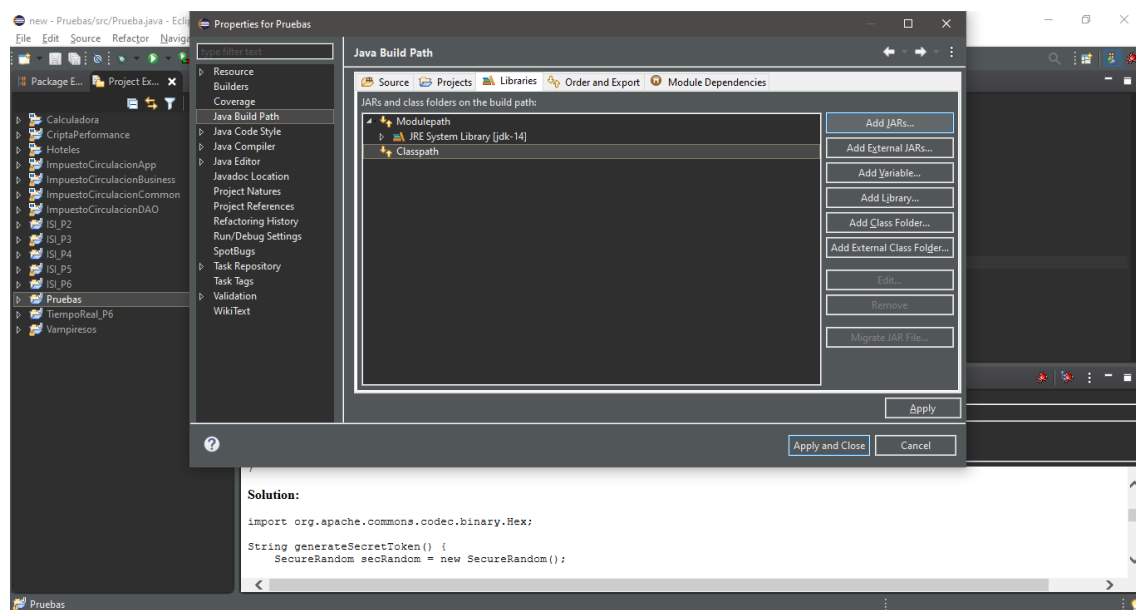 new - Pruebas/src/Prueba.java - Eclip
File Edit Source Refactor Naviga
Package E... Project Ex...
Calculadora
CriptaPerformance
Hoteles
ImpuestoCirculacionApp
ImpuestoCirculacionBusiness
ImpuestoCirculacionCommon
ImpuestoCirculacionDAO
ISI_P2
ISI_P3
ISI_P4
ISI_P5
ISI_P6
Pruebas
TiempoReal_P6
Vampiresos
Properties for Pruebas
type filter text
Resource
Builders
Coverage
Java Build Path
Java Code Style
Java Compiler
Java Editor
Javadoc Location
Project Natures
Project References
Refactoring History
Run/Debug Settings
SpotBugs
Task Repository
Task Tags
Validation
WikiText
Java Build Path
Source Projects Libraries Order and Export Module Dependencies
JARs and class folders on the build path:
Modulepath
JRE System Library [jdk-14]
Classpath
Add JARs...
Add External JARs...
Add Variable...
Add Library...
Add Class Folder...
Add External Class Folder...
Edit...
Remove
Migrate JAR File...
Apply
Apply and Close Cancel
Solution:
import org.apache.commons.codec.binary.Hex;
String generateSecretToken() {
SecureRandom secRandom = new SecureRandom();
Pruebas